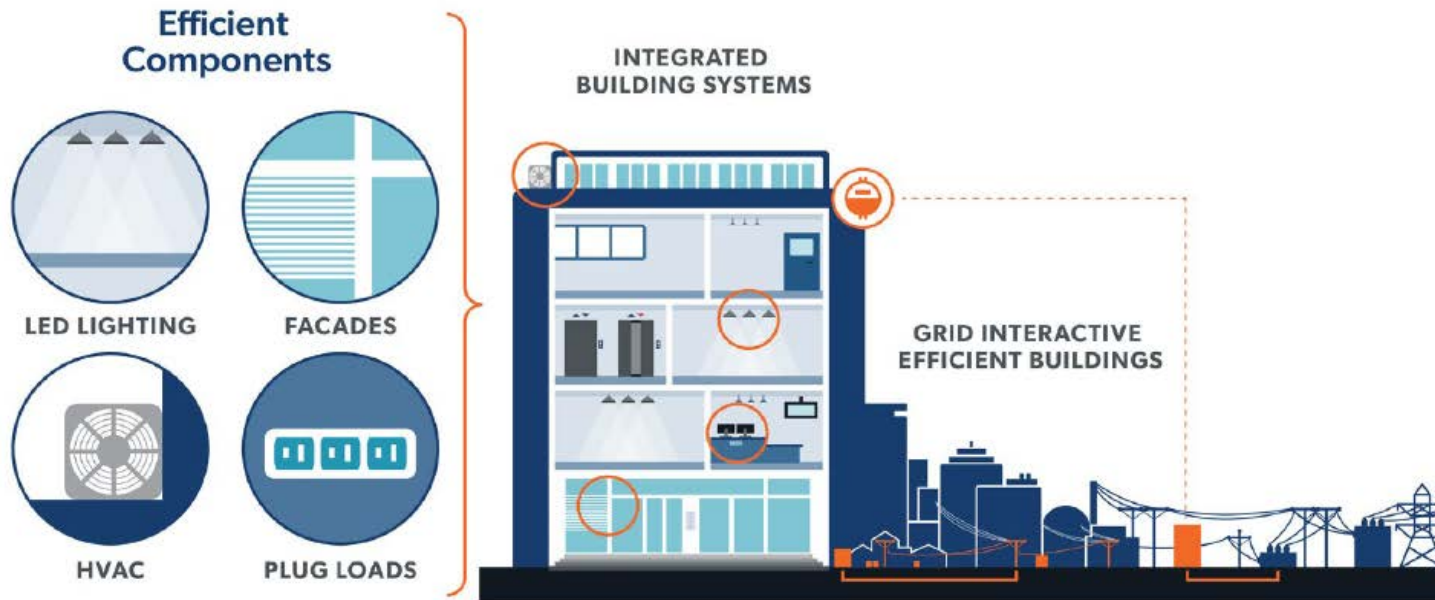 Efficient
Components
LED LIGHTING
FACADES
HVAC
PLUG LOADS
INTEGRATED
BUILDING SYSTEMS
GRID INTERACTIVE
EFFICIENT BUILDINGS